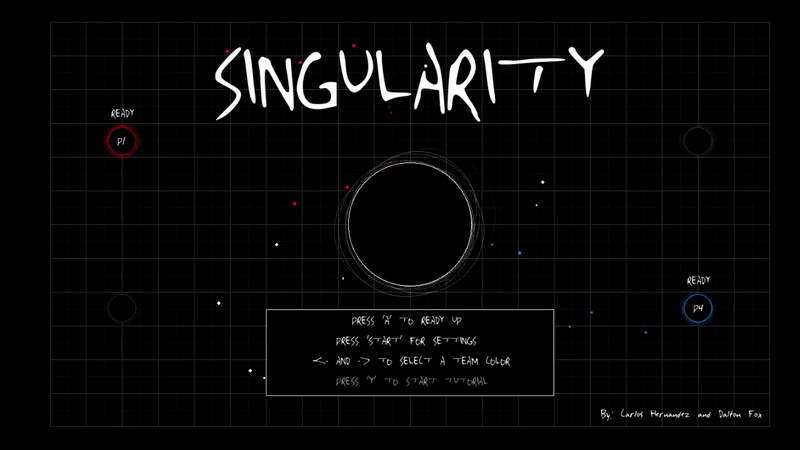 SINGULARITY
READY
P1
READY
P4
PRESS 'A' TO READY UP
PRESS 'START' FOR SETTINGS
<- AND -> TO SELECT A TEAM COLOR
PRESS 'Y' TO START TUTORIAL
By: Carlos Hernandez and Dalton Fox